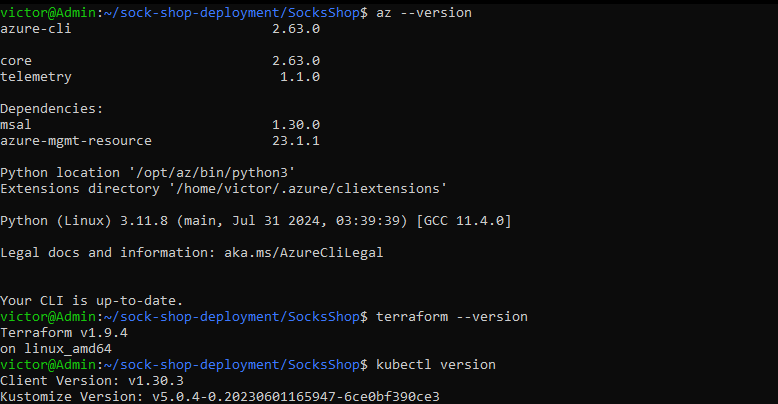 victor@Admin:~/sock-shop-deployment/SocksShop$ az --version
azure-cli                         2.63.0
core                              2.63.0
telemetry                          1.1.0
Dependencies:
msal                              1.30.0
azure-mgmt-resource               23.1.1
Python location '/opt/az/bin/python3'
Extensions directory '/home/victor/.azure/cliextensions'
Python (Linux) 3.11.8 (main, Jul 31 2024, 03:39:39) [GCC 11.4.0]
Legal docs and information: aka.ms/AzureCliLegal
Your CLI is up-to-date.
victor@Admin:~/sock-shop-deployment/SocksShop$ terraform --version
Terraform v1.9.4
on linux_amd64
victor@Admin:~/sock-shop-deployment/SocksShop$ kubectl version
Client Version: v1.30.3
Kustomize Version: v5.0.4-0.20230601165947-6ce0bf390ce3